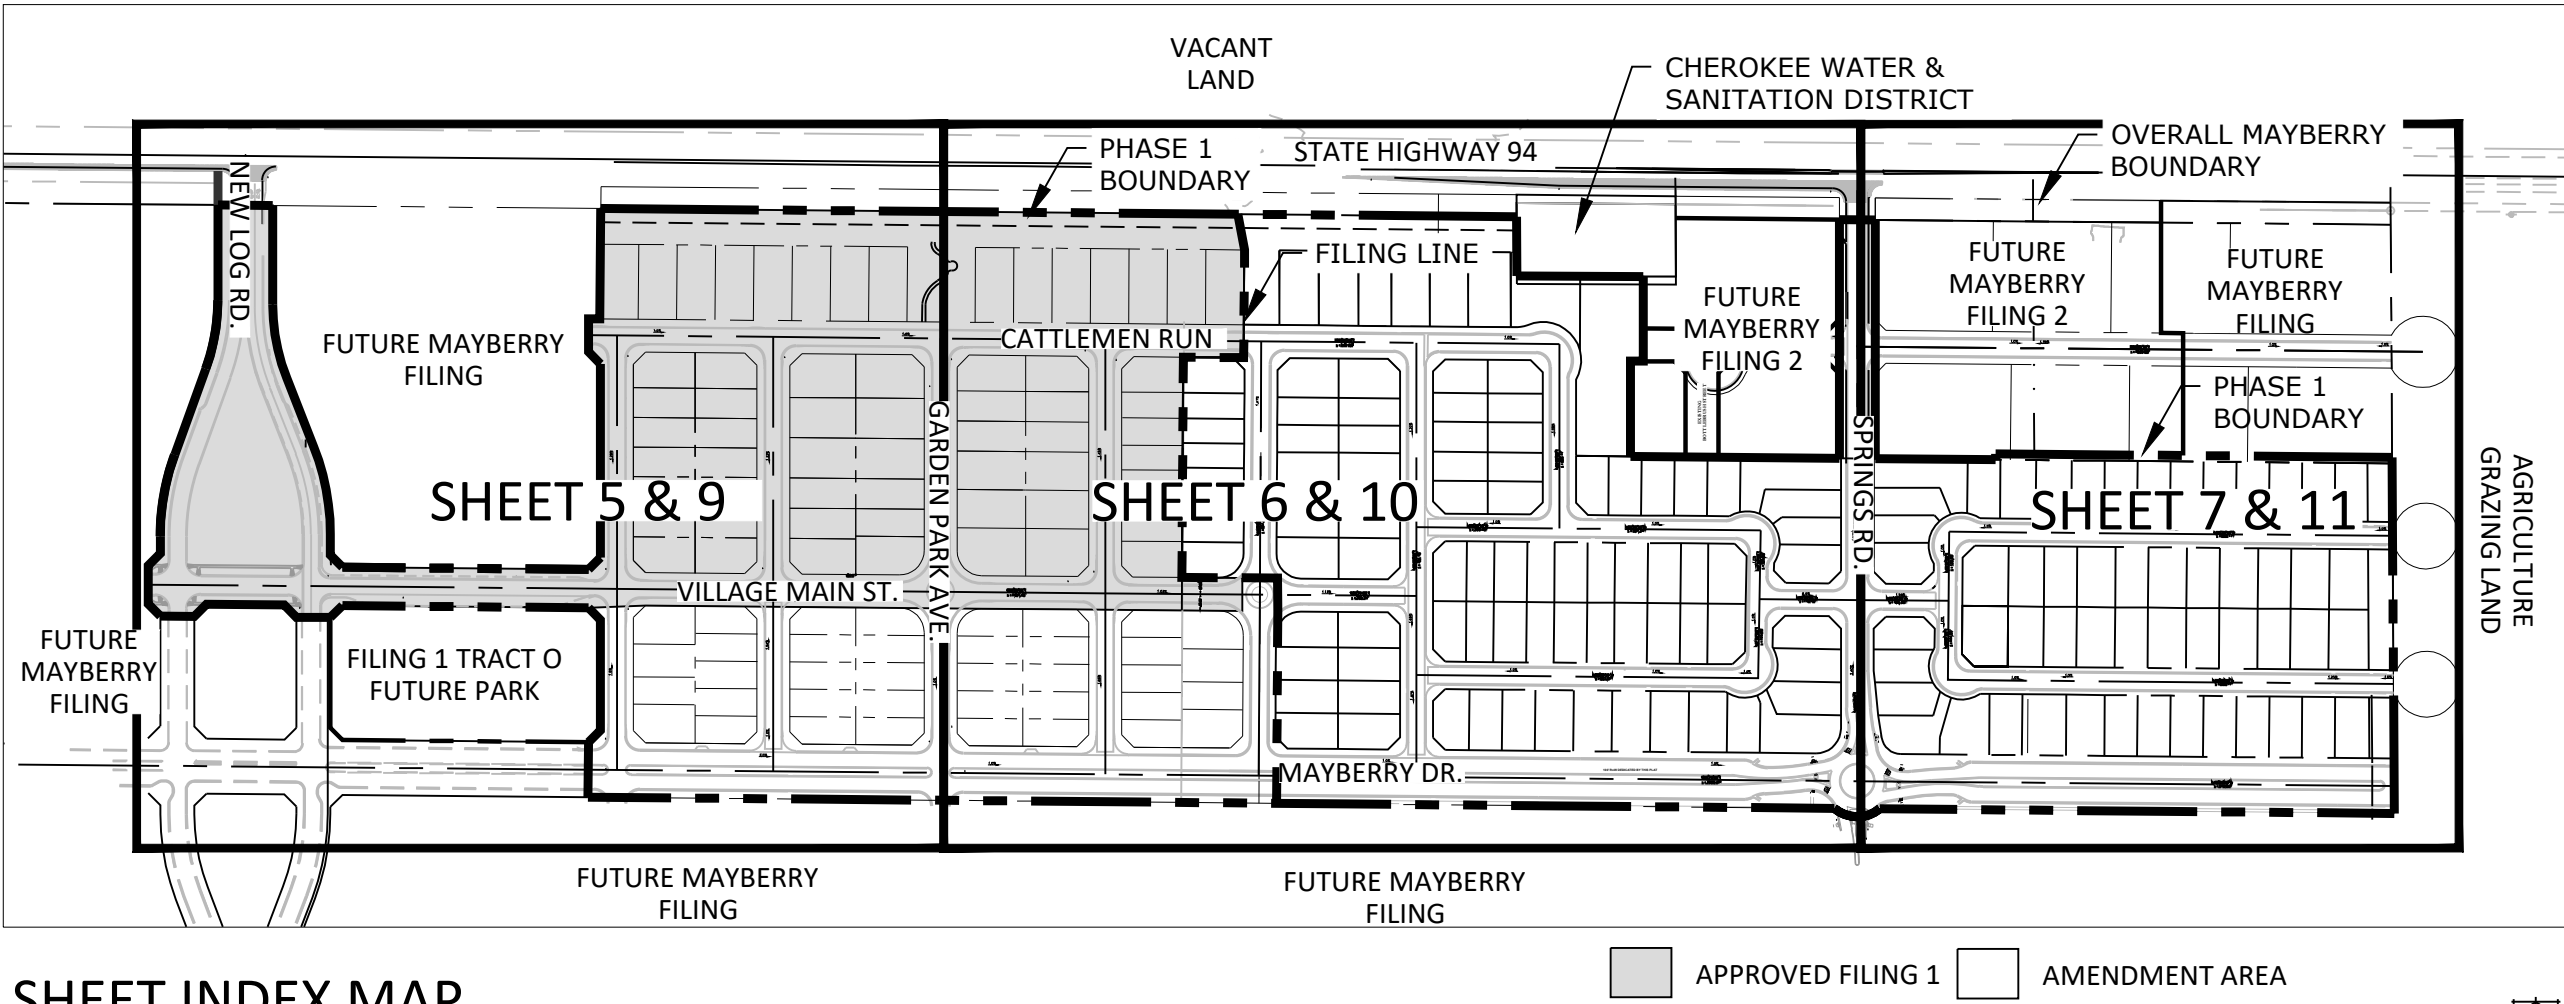 VACANT
LAND
CHEROKEE WATER &
SANITATION DISTRICT
PHASE 1
BOUNDARY
STATE HIGHWAY 94
OVERALL MAYBERRY
BOUNDARY
NEW LOG RD.
FILING LINE
FUTURE
MAYBERRY
FILING 2
FUTURE
MAYBERRY
FILING
FUTURE
MAYBERRY
FILING 2
FUTURE MAYBERRY
FILING
CATTLEMEN RUN
PHASE 1
BOUNDARY
GARDEN PARK AVE.
SPRINGS RD.
AGRICULTURE
GRAZING LAND
SHEET 5 & 9
SHEET 6 & 10
SHEET 7 & 11
VILLAGE MAIN ST.
FUTURE
MAYBERRY
FILING
FILING 1 TRACT O
FUTURE PARK
MAYBERRY DR.
FUTURE MAYBERRY
FILING
FUTURE MAYBERRY
FILING
APPROVED FILING 1
AMENDMENT AREA
SHEET INDEX MAP